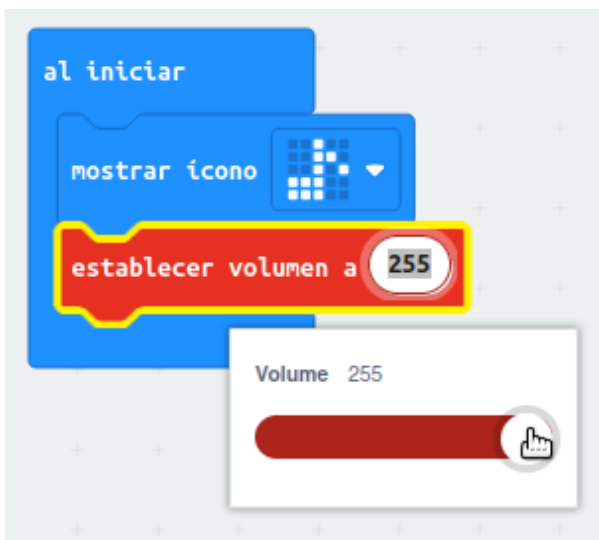 al iniciar
mostrar ícono
establecer volumen a 255
Volume 255